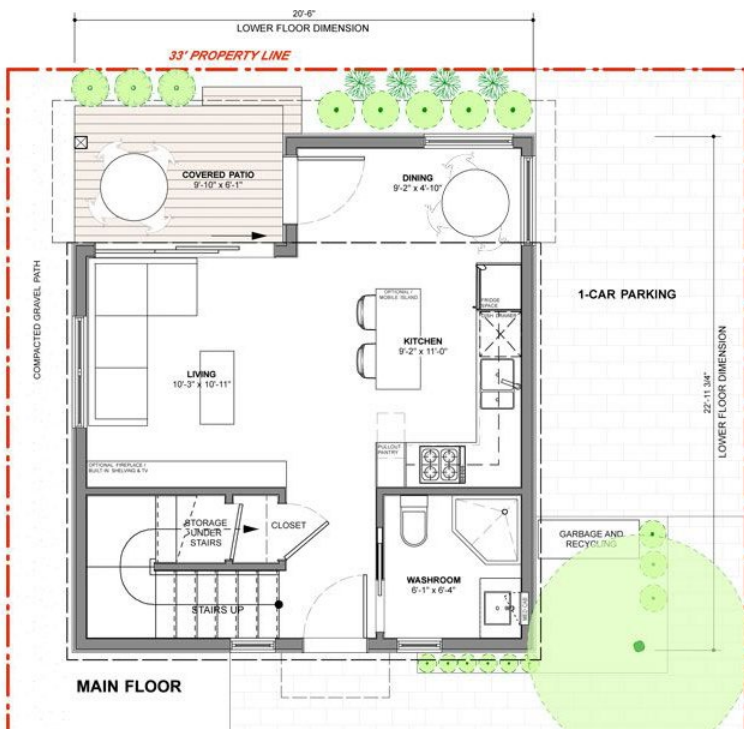 20'-6"
LOWER FLOOR DIMENSION
33' PROPERTY LINE
COVERED PATIO
9'-10" x 6'-1"
DINING
9'-2" x 4'-10"
COMPACTED GRAVEL PATH
OPTIONAL /
MOBILE ISLAND
FRIDGE
SPACE
DISH DRAWER
1-CAR PARKING
KITCHEN
9'-2" x 11'-0"
LIVING
10'-3" x 10'-11"
22'-11 3/4"
LOWER FLOOR DIMENSION
PULLOUT
PANTRY
OPTIONAL FIREPLACE /
BUILT IN SHELVING & TV
STORAGE
UNDER
STAIRS
CLOSET
GARBAGE AND
RECYCLING
WASHROOM
6'-1" x 6'-4"
MED CAB
STAIRS UP
MAIN FLOOR